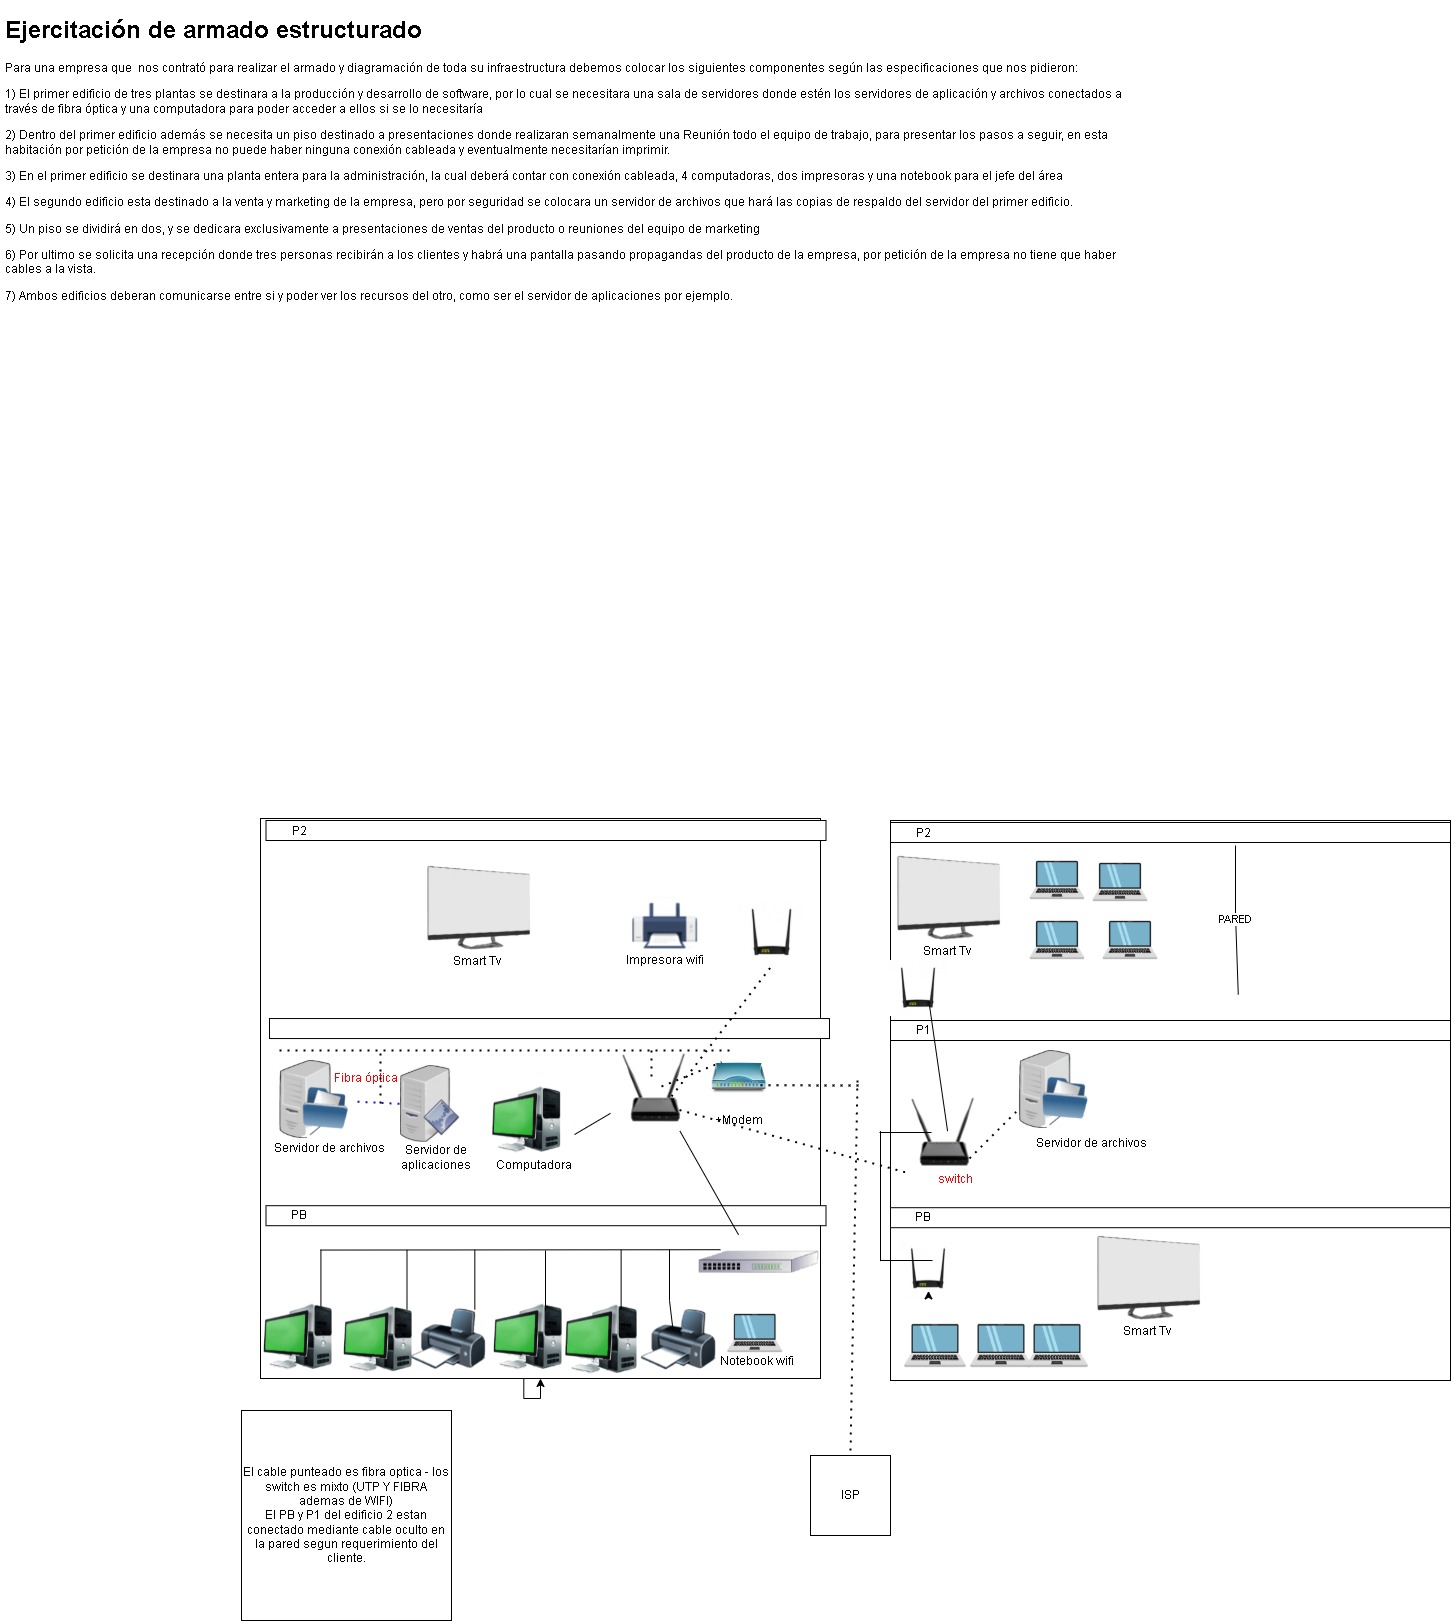 Ejercitación de armado estructurado
Para una empresa que  nos contrató para realizar el armado y diagramación de toda su infraestructura debemos colocar los siguientes componentes según las especificaciones que nos pidieron:
1) El primer edificio de tres plantas se destinara a la producción y desarrollo de software, por lo cual se necesitara una sala de servidores donde estén los servidores de aplicación y archivos conectados a
través de fibra óptica y una computadora para poder acceder a ellos si se lo necesitaría
2) Dentro del primer edificio además se necesita un piso destinado a presentaciones donde realizaran semanalmente una Reunión todo el equipo de trabajo, para presentar los pasos a seguir, en esta
habitación por petición de la empresa no puede haber ninguna conexión cableada y eventualmente necesitarían imprimir.
3) En el primer edificio se destinara una planta entera para la administración, la cual deberá contar con conexión cableada, 4 computadoras, dos impresoras y una notebook para el jefe del área
4) El segundo edificio esta destinado a la venta y marketing de la empresa, pero por seguridad se colocara un servidor de archivos que hará las copias de respaldo del servidor del primer edificio.
5) Un piso se dividirá en dos, y se dedicara exclusivamente a presentaciones de ventas del producto o reuniones del equipo de marketing
6) Por ultimo se solicita una recepción donde tres personas recibirán a los clientes y habrá una pantalla pasando propagandas del producto de la empresa, por petición de la empresa no tiene que haber
cables a la vista.
7) Ambos edificios deberan comunicarse entre si y poder ver los recursos del otro, como ser el servidor de aplicaciones por ejemplo.
P2
Smart Tv
Impresora wifi
Fibra óptica
Servidor de archivos
Servidor de
aplicaciones
Computadora
Modem
PB
Notebook wifi
P2
Smart Tv
PARED
P1
Servidor de archivos
switch
PB
Smart Tv
El cable punteado es fibra optica - los
switch es mixto (UTP Y FIBRA
ademas de WIFI)
El PB y P1 del edificio 2 estan
conectado mediante cable oculto en
la pared segun requerimiento del
cliente.
ISP